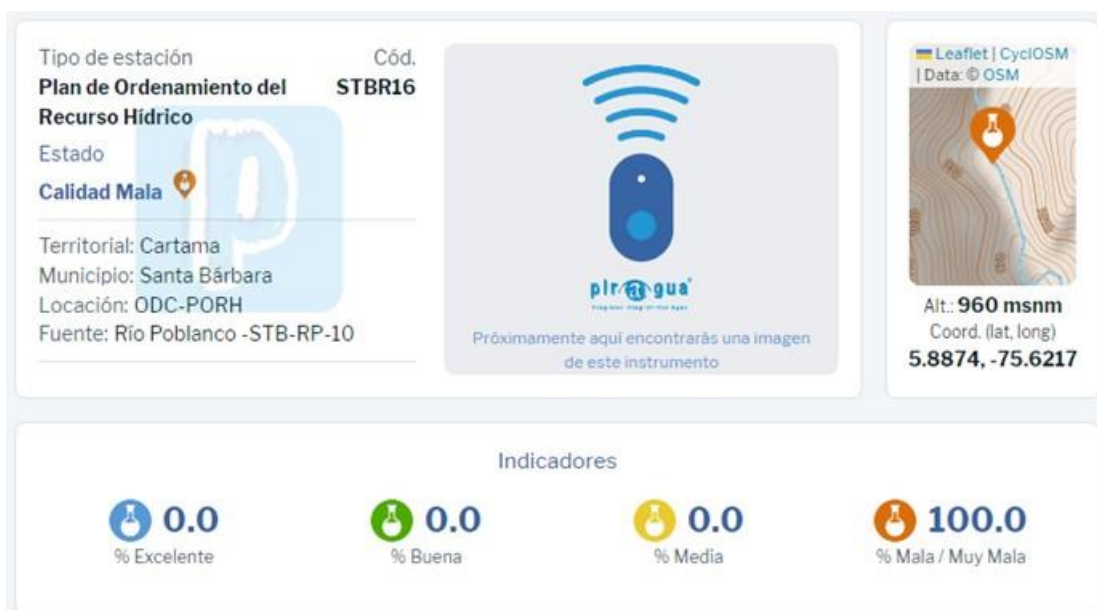 Tipo de estación Cód.
Plan de Ordenamiento del STBR16
Recurso Hídrico
Estado
Calidad Mala
Territorial: Cartama
Municipio: Santa Bárbara
Locación: ODC-PORH
Fuente: Río Poblanco -STB-RP-10
piragua
Próximamente aquí encontrarás una imagen
de este instrumento
Leaflet | CyclOSM
| Data: © OSM
Alt.: 960 msnm
Coord. (lat, long)
5.8874, -75.6217
Indicadores
0.0 0.0 0.0 100.0
% Excelente % Buena % Media % Mala / Muy Mala